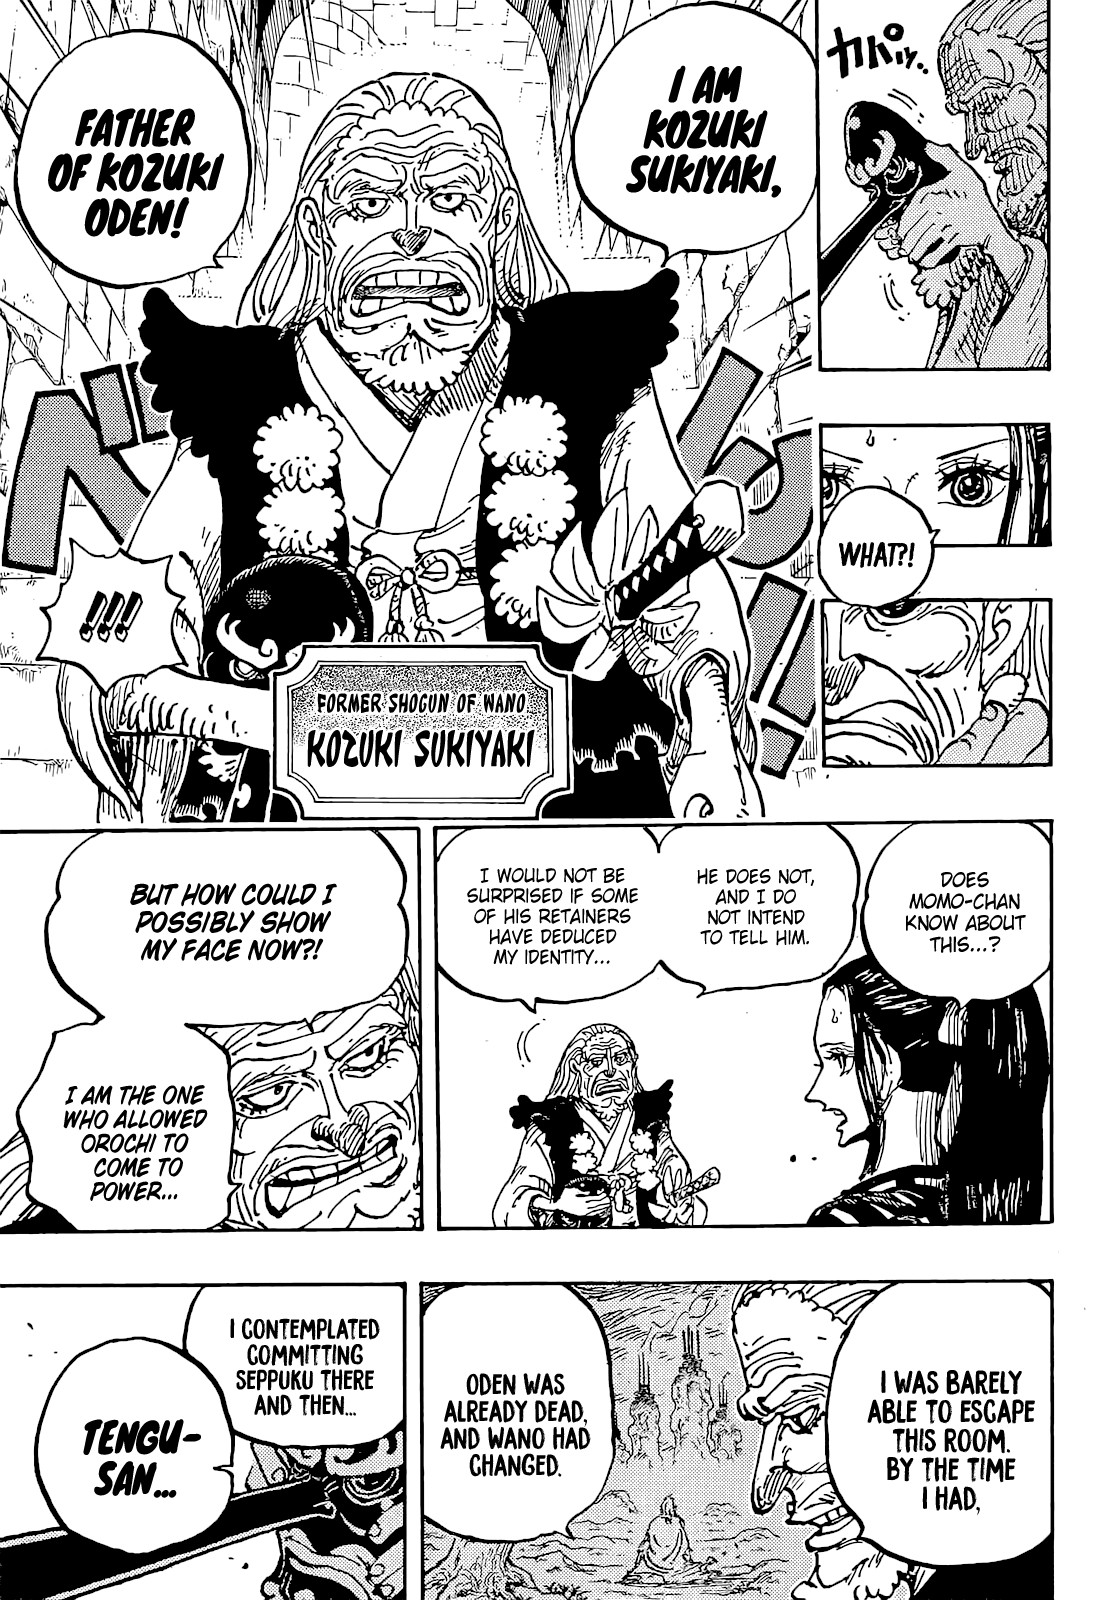 カパッ..
I AM
KOZUKI
SUKIYAKI,
FATHER
OF KOZUKI
ODEN!
!!!
FORMER SHOGUN OF WANO
KOZUKI SUKIYAKI
WHAT?!
DOES
MOMO-CHAN
KNOW ABOUT
THIS...?
HE DOES NOT,
AND I DO
NOT INTEND
TO TELL HIM.
I WOULD NOT BE
SURPRISED IF SOME
OF HIS RETAINERS
HAVE DEDUCED
MY IDENTITY...
BUT HOW COULD I
POSSIBLY SHOW
MY FACE NOW?!
I AM THE ONE
WHO ALLOWED
OROCHI TO
COME TO
POWER...
I WAS BARELY
ABLE TO ESCAPE
THIS ROOM.
BY THE TIME
I HAD,
ODEN WAS
ALREADY DEAD,
AND WANO HAD
CHANGED.
I CONTEMPLATED
COMMITTING
SEPPUKU THERE
AND THEN...
TENGU-
SAN...